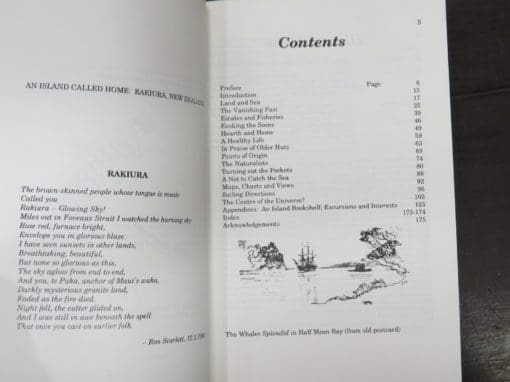 AN ISLAND CALLED HOME: RAKIURA, NEW ZEALAND
RAKIURA
The brown-skinned people whose tongue is music
Called you
Rakiura – Glowing Sky!
Miles out in Foveaux Strait I watched the burning sky
Rose red, furnace bright,
Envelope you in glorious blaze.
I have seen sunsets in other lands,
Breathtaking, beautiful,
But none so glorious as this,
The sky aglow from end to end,
And you, te Puka, anchor of Maui's waka,
Darkly mysterious granite land,
Faded as the fire died.
Night fell, the cutter glided on,
And I was still in awe beneath the spell
That once you cast on earlier folk.
– Ron Scarlett,
5
Contents
Page
Preface
Introduction 15
Land and Sea 17
The Vanishing Past 25
Estates and Fisheries 39
Evoking the Scene 46
Hearth and Home 49
A Healthy Life 59
In Praise of Older Huts 63
Points of Origin 69
The Naturalists 74
Turning out the Pockets 80
A Net to Catch the Sea 88
Maps, Charts and Views 92
Sailing Directions 96
The Centre of the Universe? 102
Appendices: An Island Bookshelf; Excursions and Interests 123
Index 173-174
Acknowledgements 175
The Whaler Splendid in Half Moon Bay (from old postcard)